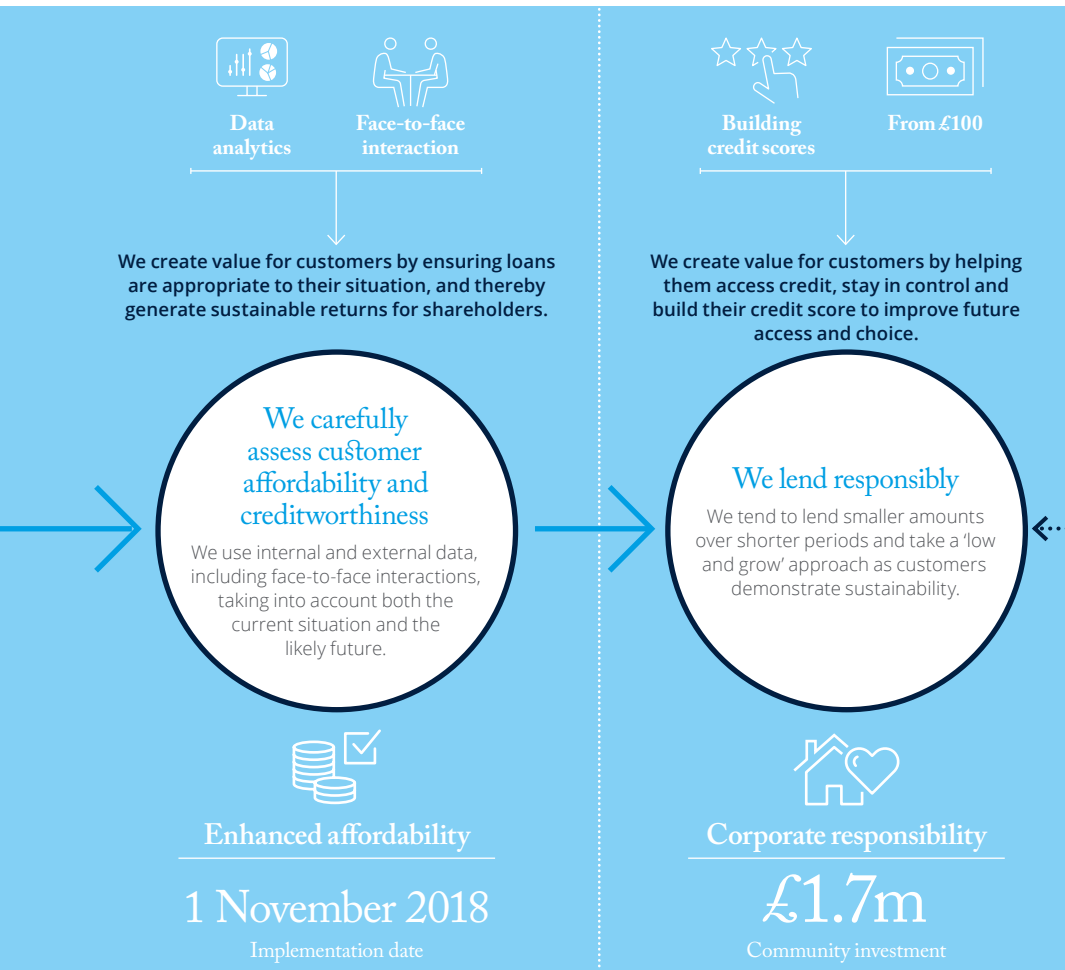 Data
analytics
Face-to-face
interaction
We create value for customers by ensuring loans
are appropriate to their situation, and thereby
generate sustainable returns for shareholders.
We carefully
assess customer
affordability and
creditworthiness
We use internal and external data,
including face-to-face interactions,
taking into account both the
current situation and the
likely future.
Enhanced affordability
1 November 2018
Implementation date
Building
credit scores
From £100
We create value for customers by helping
them access credit, stay in control and
build their credit score to improve future
access and choice.
We lend responsibly
We tend to lend smaller amounts
over shorter periods and take a ‘low
and grow’ approach as customers
demonstrate sustainability.
Corporate responsibility
£1.7m
Community investment